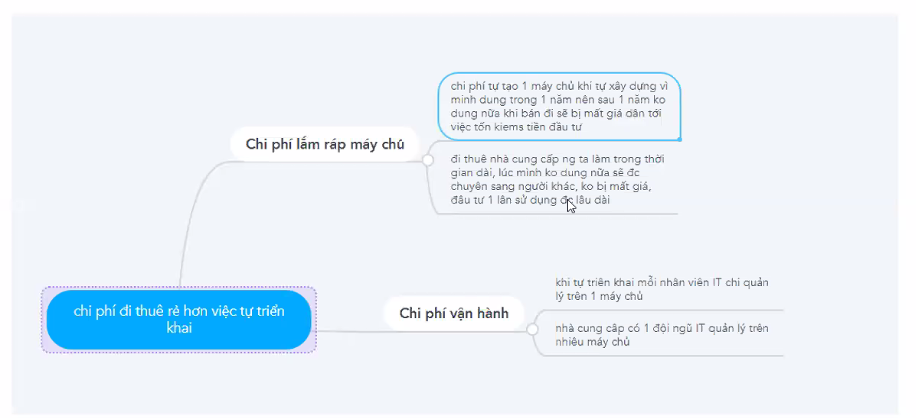 chi phí tự tạo 1 máy chủ khi tự xây dựng vì
mình dung trong 1 năm nên sau 1 năm ko
dung nữa khi bán đi sẽ bị mất giá dân tới
việc tốn kiems tiền đầu tư
Chi phí lắm ráp máy chủ
đi thuê nhà cung cấp ng ta làm trong thời
gian dài, lúc mình ko dung nữa sẽ đc
chuyên sang người khác, ko bị mất giá,
đầu tư 1 lần sử dụng đc lâu dài
khi tự triên khai mỗi nhân viên IT chi quản
lý trên 1 máy chủ
chi phí đi thuê rẻ hơn việc tự triển
khai
Chi phí vận hành
nhà cung câp có 1 đội ngũ IT quản lý trên
nhiêu máy chủ